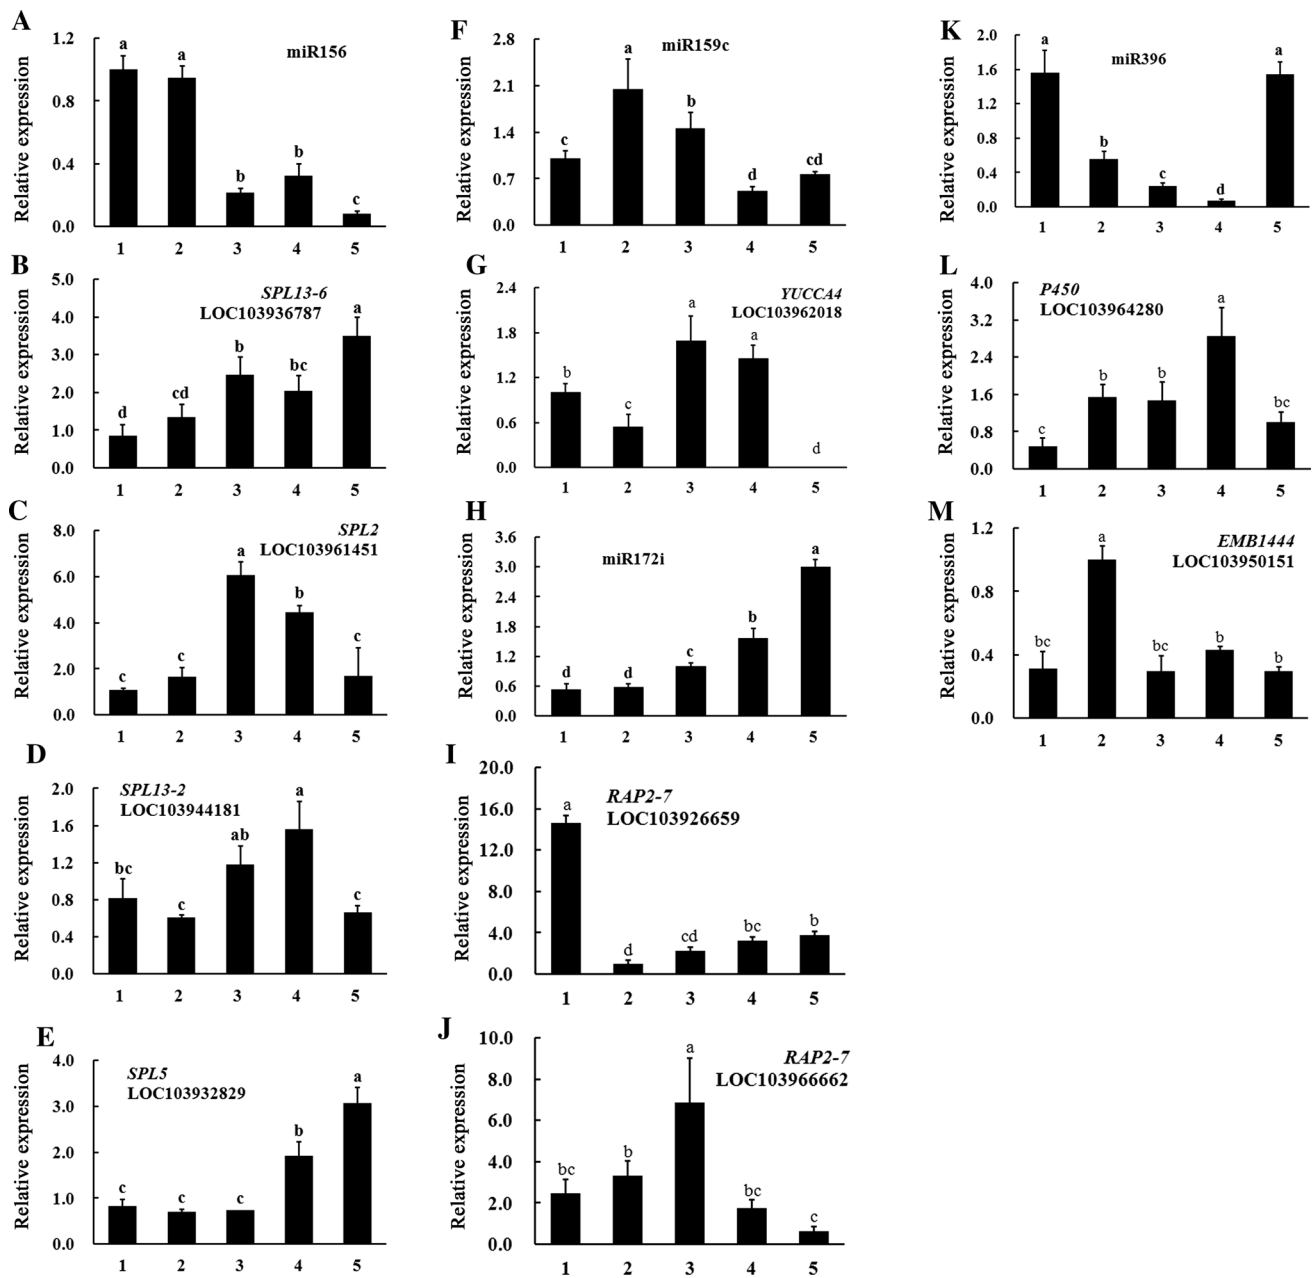 A
miR156
Relative expression
1.2
0.8
0.4
0.0
a
a
b
b
c
1 2 3 4 5
B
SPL13-6
LOC103936787
Relative expression
5.0
4.0
3.0
2.0
1.0
0.0
d
cd
b
bc
a
1 2 3 4 5
C
SPL2
LOC103961451
Relative expression
8.0
6.0
4.0
2.0
0.0
c
c
a
b
c
1 2 3 4 5
D
SPL13-2
LOC103944181
Relative expression
2.0
1.6
1.2
0.8
0.4
0.0
bc
c
ab
a
c
1 2 3 4 5
E
SPL5
LOC103932829
Relative expression
4.0
3.0
2.0
1.0
0.0
c
c
c
b
a
1 2 3 4 5
F
miR159c
Relative expression
2.8
2.1
1.4
0.7
0.0
c
a
b
d
cd
1 2 3 4 5
G
YUCCA4
LOC103962018
Relative expression
2.4
1.8
1.2
0.6
0.0
b
c
a
a
d
1 2 3 4 5
H
miR172i
Relative expression
3.6
3.0
2.4
1.8
1.2
0.6
0.0
d
d
c
b
a
1 2 3 4 5
I
RAP2-7
LOC103926659
Relative expression
20.0
16.0
12.0
8.0
4.0
0.0
a
d
cd
bc
b
1 2 3 4 5
J
RAP2-7
LOC103966662
Relative expression
10.0
8.0
6.0
4.0
2.0
0.0
bc
b
a
bc
c
1 2 3 4 5
K
miR396
Relative expression
2.0
1.6
1.2
0.8
0.4
0.0
a
b
c
d
a
1 2 3 4 5
L
P450
LOC103964280
Relative expression
4.0
3.2
2.4
1.6
0.8
0.0
c
b
b
a
bc
1 2 3 4 5
M
EMB1444
LOC103950151
Relative expression
1.2
0.8
0.4
0.0
bc
a
bc
b
b
1 2 3 4 5